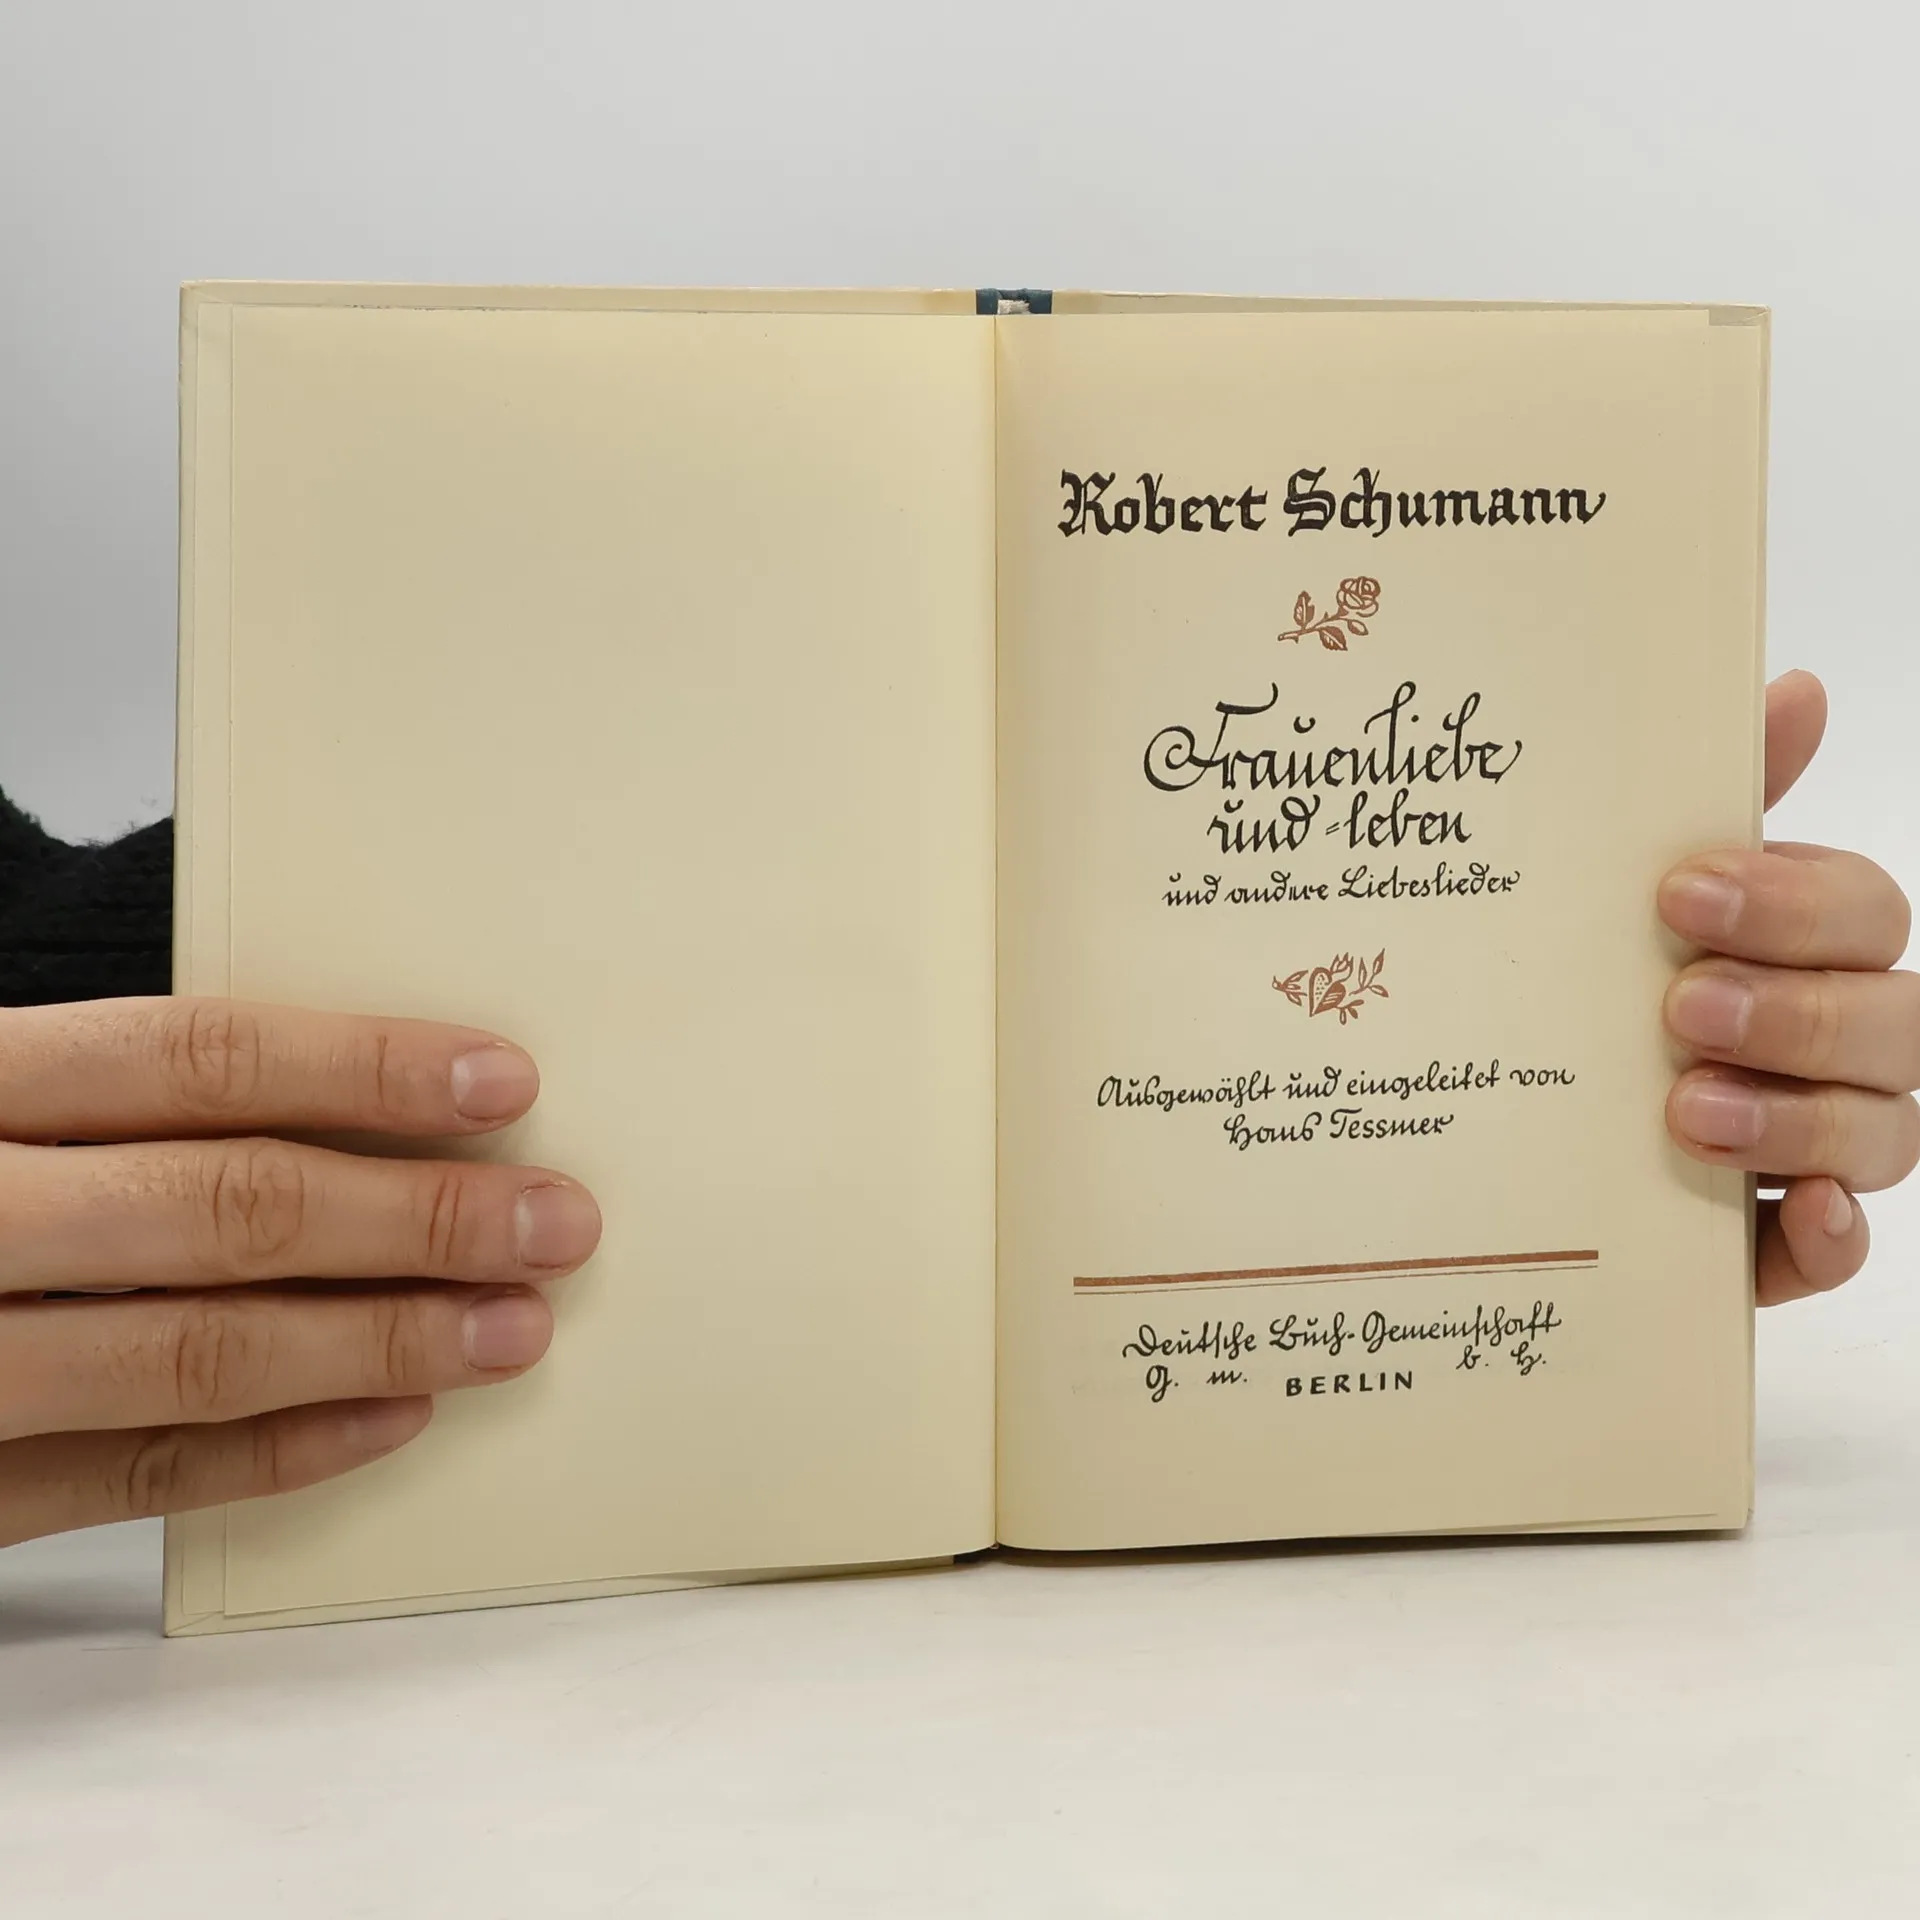 Robert Schumann
Frauenliebe
und =leben
und andere Liebeslieder
Ausgewählt und eingeleitet von
Hans Tessmer
Deutsche Buch-Gemeinschaft
G. m. b. H.
BERLIN